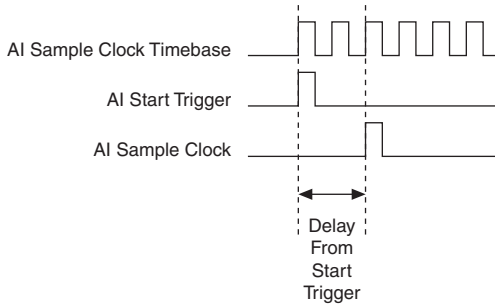 AI Sample Clock Timebase
AI Start Trigger
AI Sample Clock
Delay
From
Start
Trigger